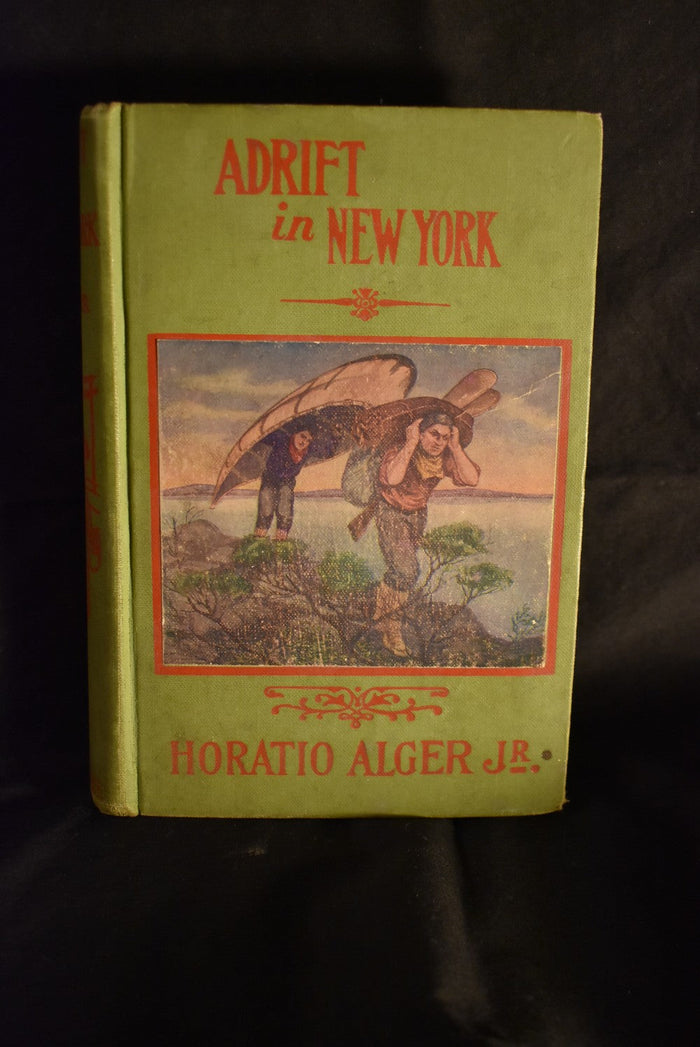 ADRIFT
in NEW YORK
HORATIO ALGER JR.